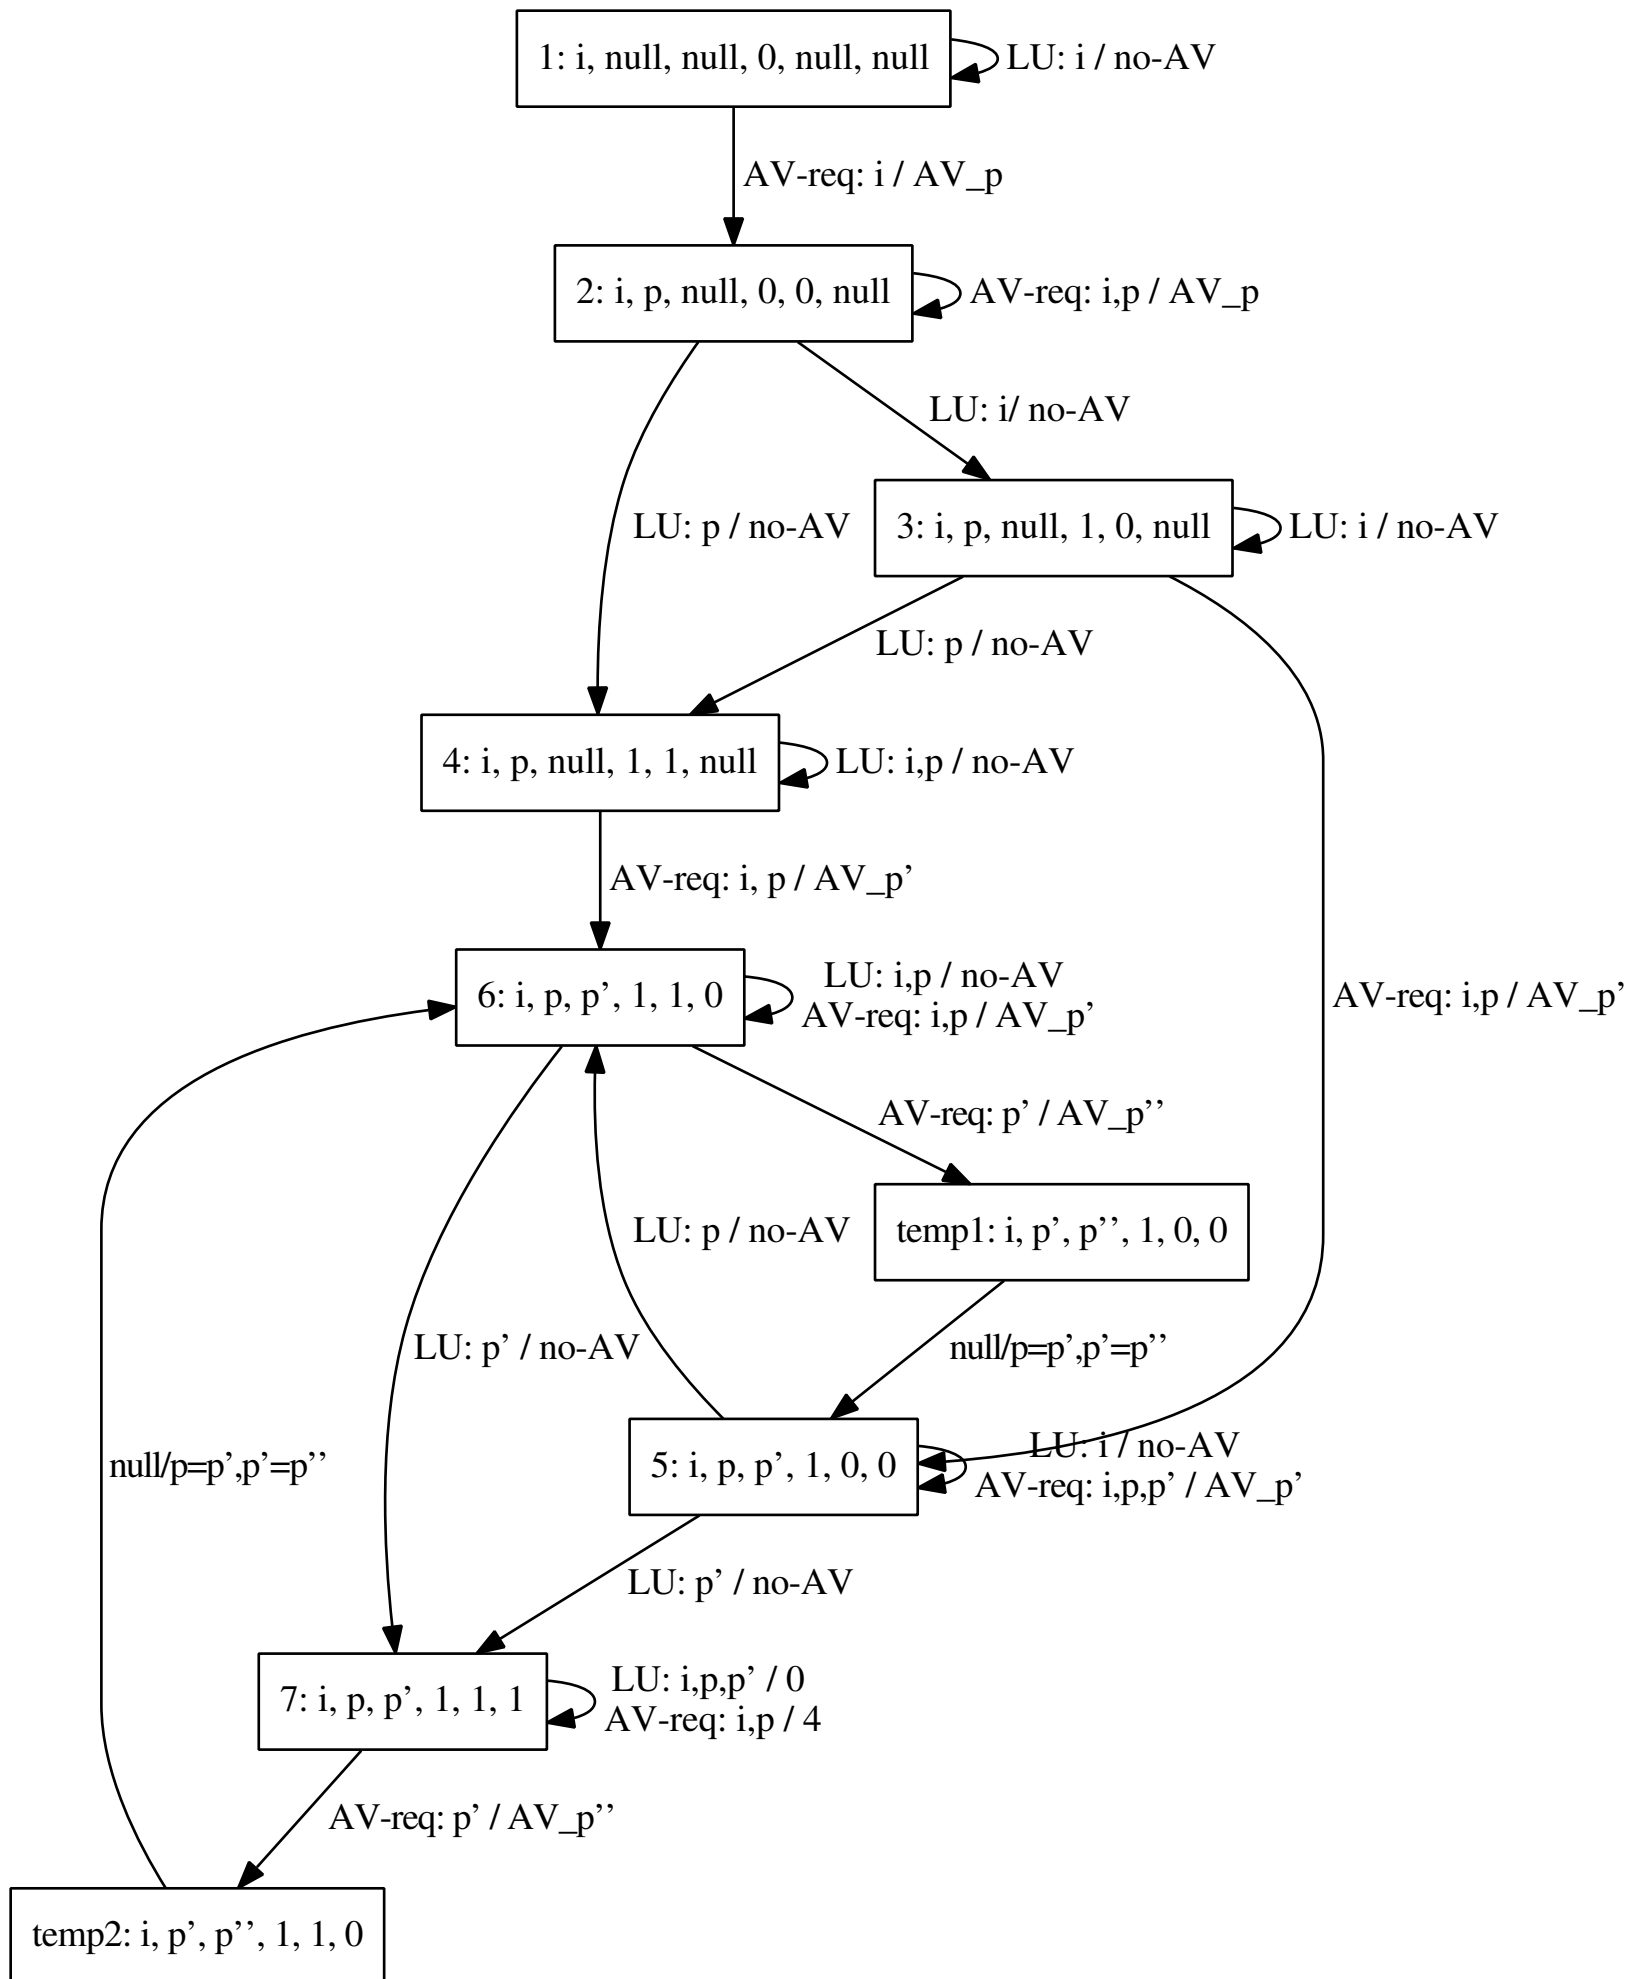 1: i, null, null, 0, null, null
LU: i / no-AV
AV-req: i / AV_p
2: i, p, null, 0, 0, null
AV-req: i,p / AV_p
LU: i/ no-AV
LU: p / no-AV
3: i, p, null, 1, 0, null
LU: i / no-AV
LU: p / no-AV
4: i, p, null, 1, 1, null
LU: i,p / no-AV
AV-req: i, p / AV_p’
6: i, p, p’, 1, 1, 0
LU: i,p / no-AV
AV-req: i,p / AV_p’
AV-req: i,p / AV_p’
AV-req: p’ / AV_p’’
LU: p / no-AV
temp1: i, p’, p’’, 1, 0, 0
LU: p’ / no-AV
null/p=p’,p’=p’’
null/p=p’,p’=p’’
5: i, p, p’, 1, 0, 0
LU: i / no-AV
AV-req: i,p,p’ / AV_p’
LU: p’ / no-AV
7: i, p, p’, 1, 1, 1
LU: i,p,p’ / 0
AV-req: i,p / 4
AV-req: p’ / AV_p’’
temp2: i, p’, p’’, 1, 1, 0